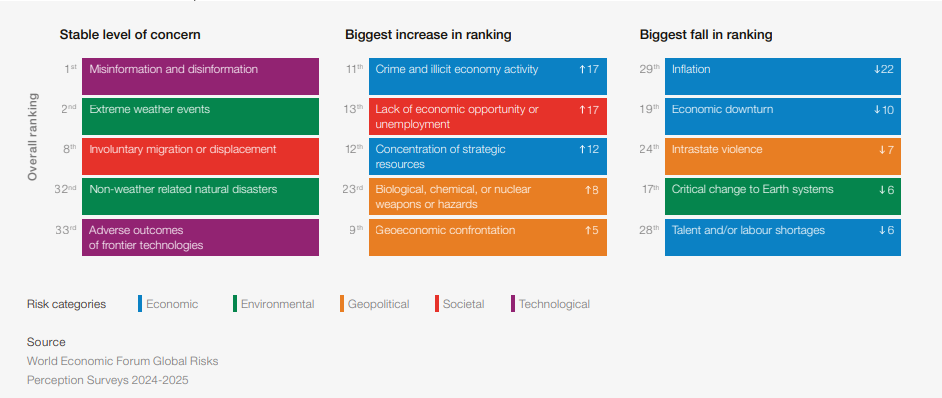 Stable level of concern
Biggest increase in ranking
Biggest fall in ranking
Overall ranking
1st Misinformation and disinformation
2nd Extreme weather events
8th Involuntary migration or displacement
32nd Non-weather related natural disasters
33rd Adverse outcomes
of frontier technologies
11th Crime and illicit economy activity ↑17
13th Lack of economic opportunity or
unemployment ↑17
12th Concentration of strategic
resources ↑12
23rd Biological, chemical, or nuclear
weapons or hazards ↑8
9th Geoeconomic confrontation ↑5
29th Inflation ↓22
19th Economic downturn ↓10
24th Intrastate violence ↓7
17th Critical change to Earth systems ↓6
28th Talent and/or labour shortages ↓6
Risk categories Economic Environmental Geopolitical Societal Technological
Source
World Economic Forum Global Risks
Perception Surveys 2024-2025